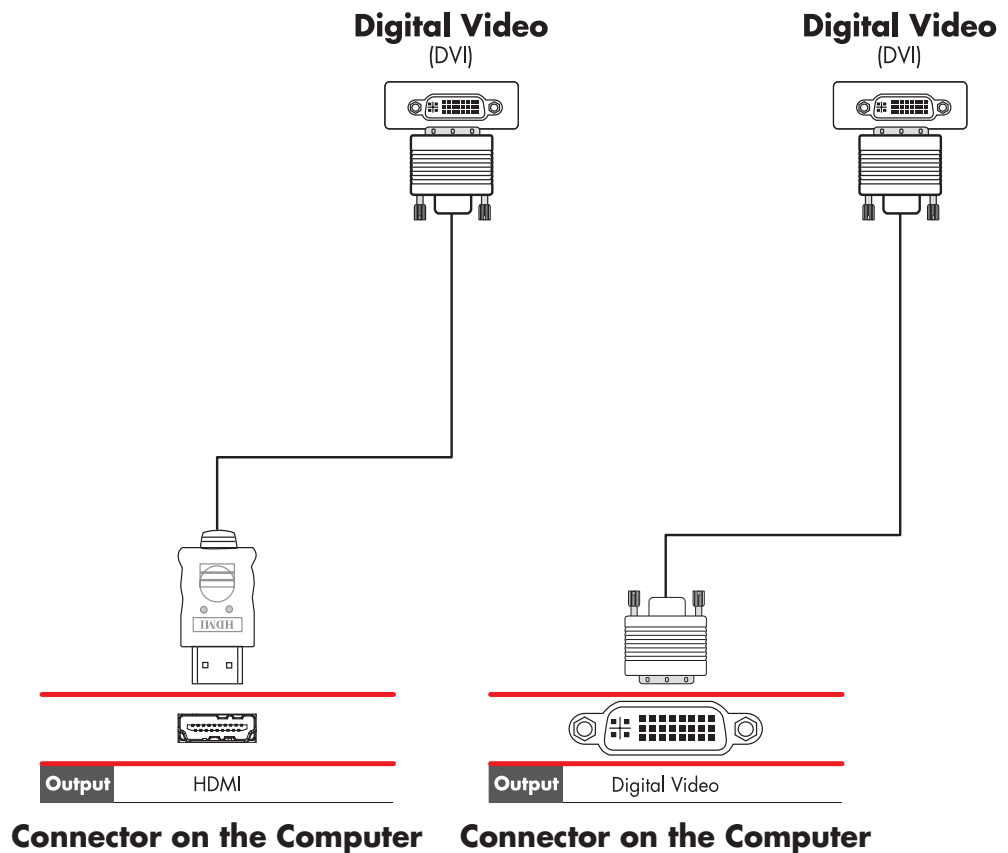 Digital Video
(DVI)
Digital Video
(DVI)
HDMI
Output HDMI
Output Digital Video
Connector on the Computer
Connector on the Computer